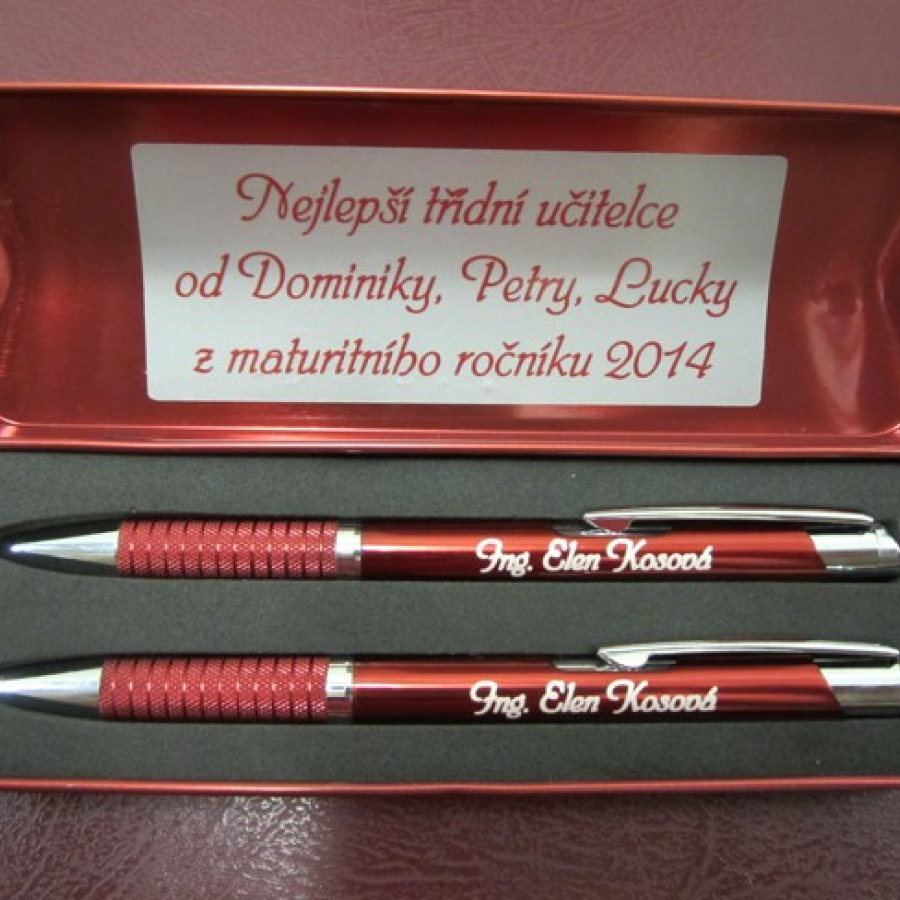 Nejlepší třídní učitelce
od Dominiky, Petry, Lucky
z maturitního ročníku 2014
Ing. Elen Kosová
Ing. Elen Kosová